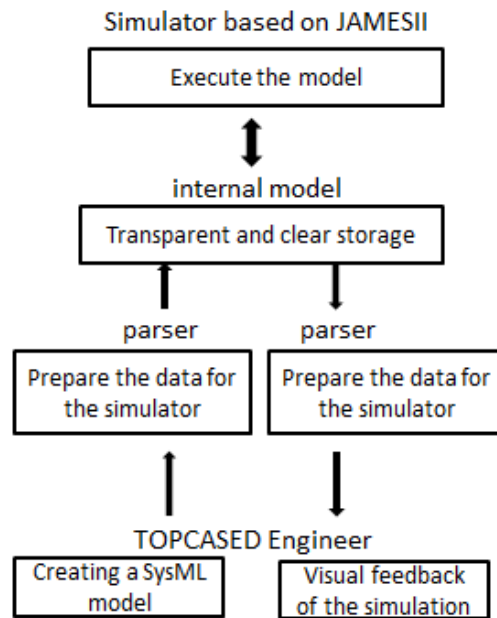 Simulator based on JAMESII
Execute the model
internal model
Transparent and clear storage
parser
parser
Prepare the data for
the simulator
Prepare the data for
the simulator
TOPCASED Engineer
Creating a SysML
model
Visual feedback
of the simulation